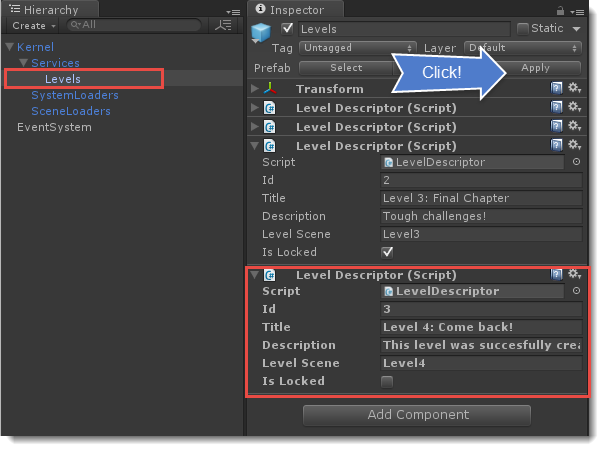 Hierarchy
Create
All
Kernel
Services
Levels
SystemLoaders
SceneLoaders
EventSystem
Inspector
Levels
Static
Tag Untagged Layer Default
Prefab Select Apply
Click!
Transform
Level Descriptor (Script)
Level Descriptor (Script)
Level Descriptor (Script)
Script LevelDescriptor
Id 2
Title Level 3: Final Chapter
Description Tough challenges!
Level Scene Level3
Is Locked
Level Descriptor (Script)
Script LevelDescriptor
Id 3
Title Level 4: Come back!
Description This level was succesfully crea
Level Scene Level4
Is Locked
Add Component